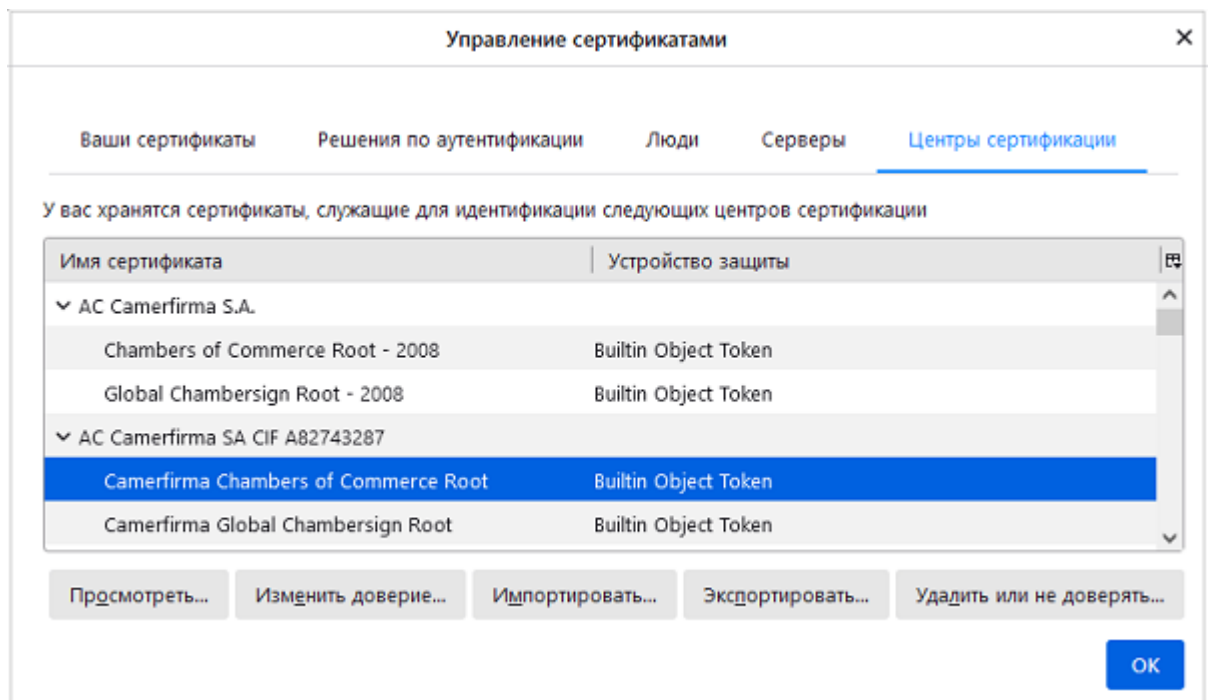 Управление сертификатами
Ваши сертификаты Решения по аутентификации Люди Серверы Центры сертификации
У вас хранятся сертификаты, служащие для идентификации следующих центров сертификации
Имя сертификата Устройство защиты
AC Camerfirma S.A.
Chambers of Commerce Root - 2008 Builtin Object Token
Global Chambersign Root - 2008 Builtin Object Token
AC Camerfirma SA CIF A82743287
Camerfirma Chambers of Commerce Root Builtin Object Token
Camerfirma Global Chambersign Root Builtin Object Token
Просмотреть... Изменить доверие... Импортировать... Экспортировать... Удалить или не доверять...
OK